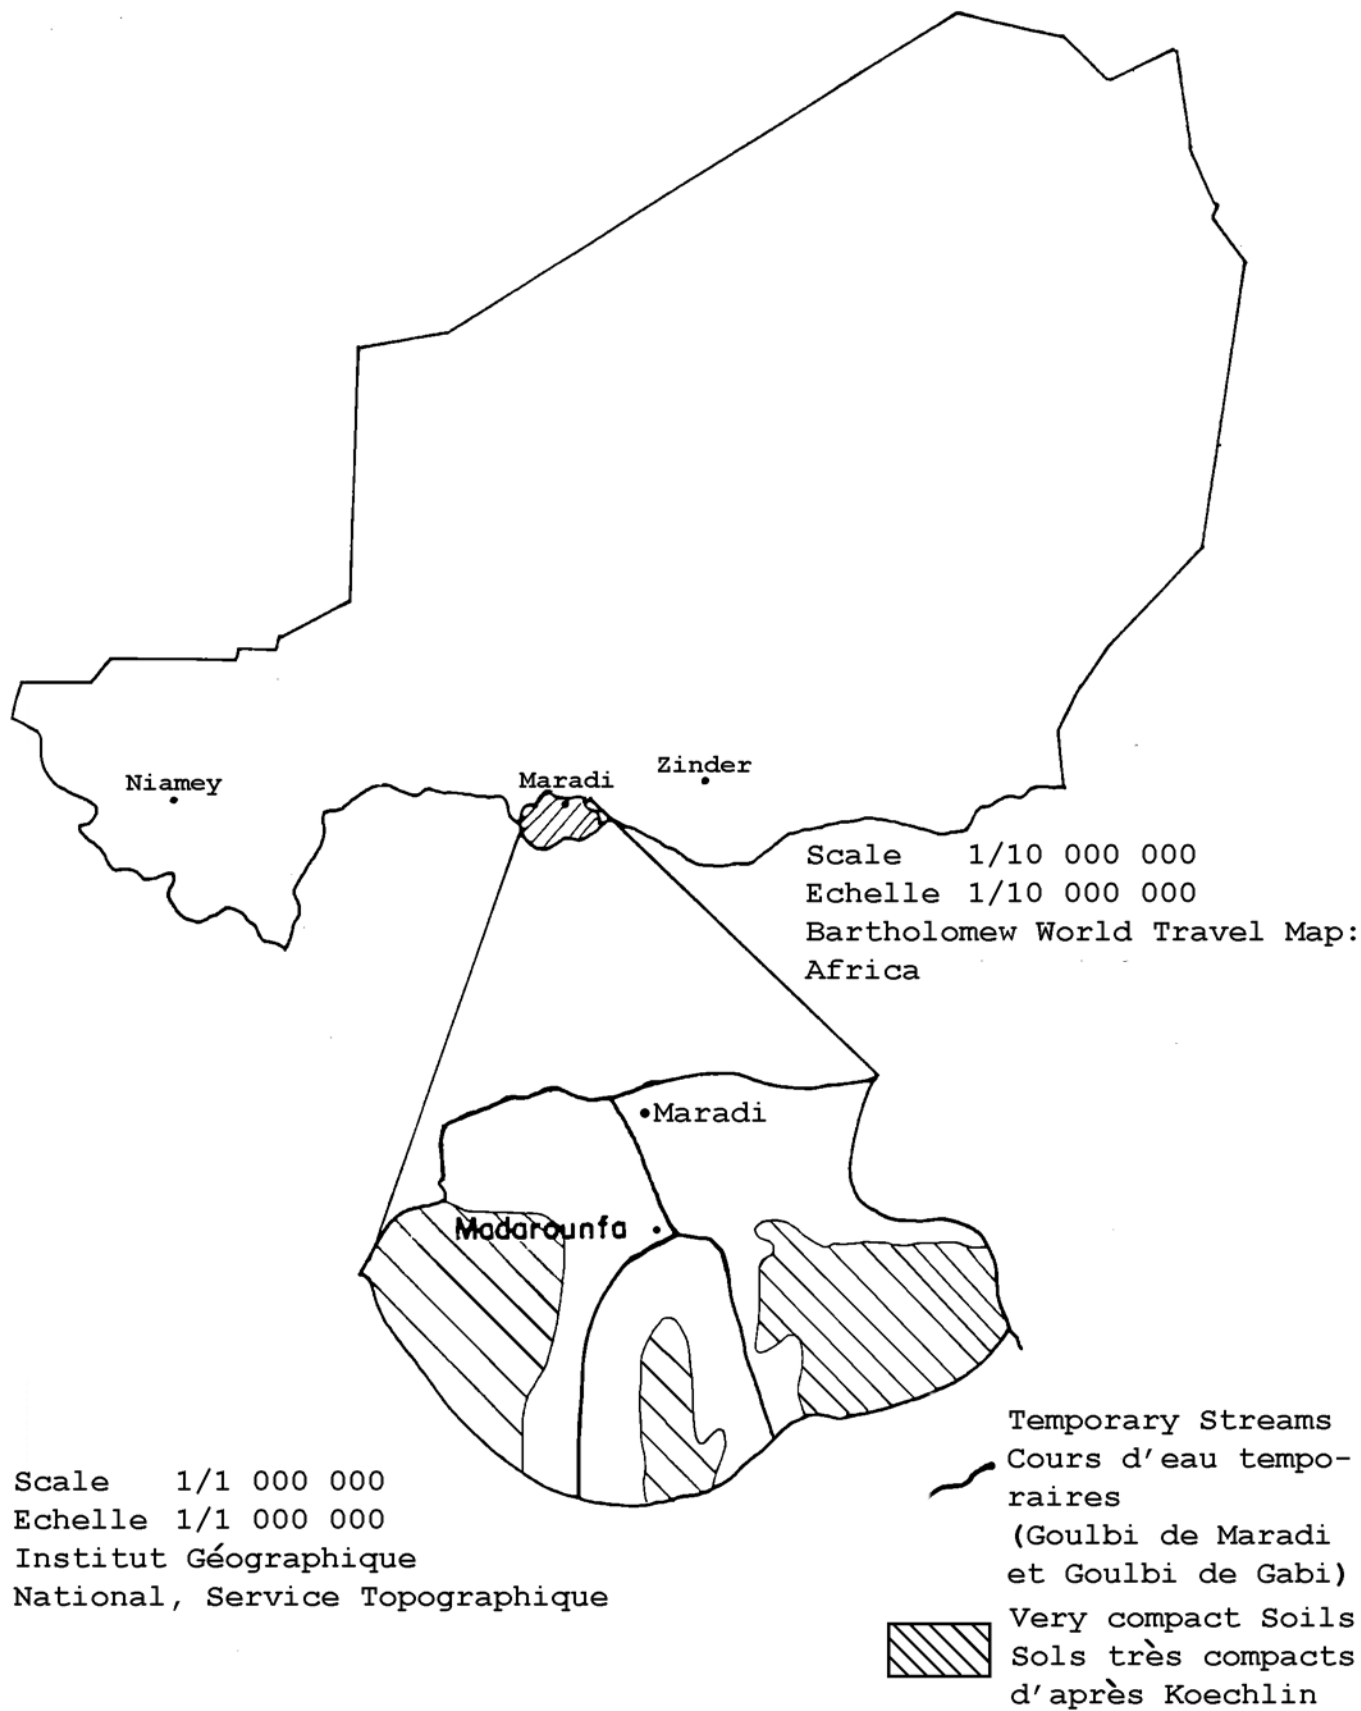 Niamey
Maradi
Zinder
Scale 1/10 000 000
Echelle 1/10 000 000
Bartholomew World Travel Map:
Africa
Maradi
Madarounfa
Scale 1/1 000 000
Echelle 1/1 000 000
Institut Géographique
National, Service Topographique
Temporary Streams
Cours d'eau tempo-
raires
(Goulbi de Maradi
et Goulbi de Gabi)
Very compact Soils
Sols très compacts
d'après Koechlin